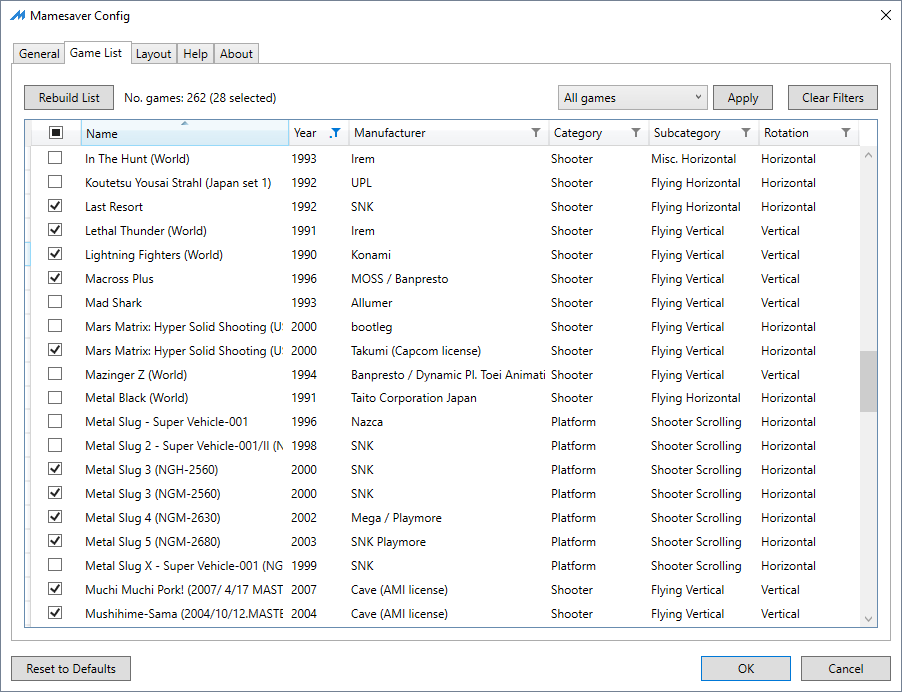 Mamesaver Config
General Game List Layout Help About
Rebuild List No. games: 262 (28 selected) All games Apply Clear Filters
Name Year Manufacturer Category Subcategory Rotation
In The Hunt (World) 1993 Irem Shooter Misc. Horizontal Horizontal
Koutetsu Yousai Strahl (Japan set 1) 1992 UPL Shooter Flying Horizontal Horizontal
Last Resort 1992 SNK Shooter Flying Horizontal Horizontal
Lethal Thunder (World) 1991 Irem Shooter Flying Vertical Vertical
Lightning Fighters (World) 1990 Konami Shooter Flying Vertical Vertical
Macross Plus 1996 MOSS / Banpresto Shooter Flying Vertical Vertical
Mad Shark 1993 Allumer Shooter Flying Vertical Vertical
Mars Matrix: Hyper Solid Shooting (US 2000 bootleg Shooter Flying Vertical Horizontal
Mars Matrix: Hyper Solid Shooting (US 2000 Takumi (Capcom license) Shooter Flying Vertical Horizontal
Mazinger Z (World) 1994 Banpresto / Dynamic Pl. Toei Animati Shooter Flying Vertical Vertical
Metal Black (World) 1991 Taito Corporation Japan Shooter Flying Horizontal Horizontal
Metal Slug - Super Vehicle-001 1996 Nazca Platform Shooter Scrolling Horizontal
Metal Slug 2 - Super Vehicle-001/II (N 1998 SNK Platform Shooter Scrolling Horizontal
Metal Slug 3 (NGH-2560) 2000 SNK Platform Shooter Scrolling Horizontal
Metal Slug 3 (NGM-2560) 2000 SNK Platform Shooter Scrolling Horizontal
Metal Slug 4 (NGM-2630) 2002 Mega / Playmore Platform Shooter Scrolling Horizontal
Metal Slug 5 (NGM-2680) 2003 SNK Playmore Platform Shooter Scrolling Horizontal
Metal Slug X - Super Vehicle-001 (NG 1999 SNK Platform Shooter Scrolling Horizontal
Muchi Muchi Pork! (2007/ 4/17 MAST 2007 Cave (AMI license) Shooter Flying Vertical Vertical
Mushihime-Sama (2004/10/12.MASTE 2004 Cave (AMI license) Shooter Flying Vertical Vertical
Reset to Defaults OK Cancel